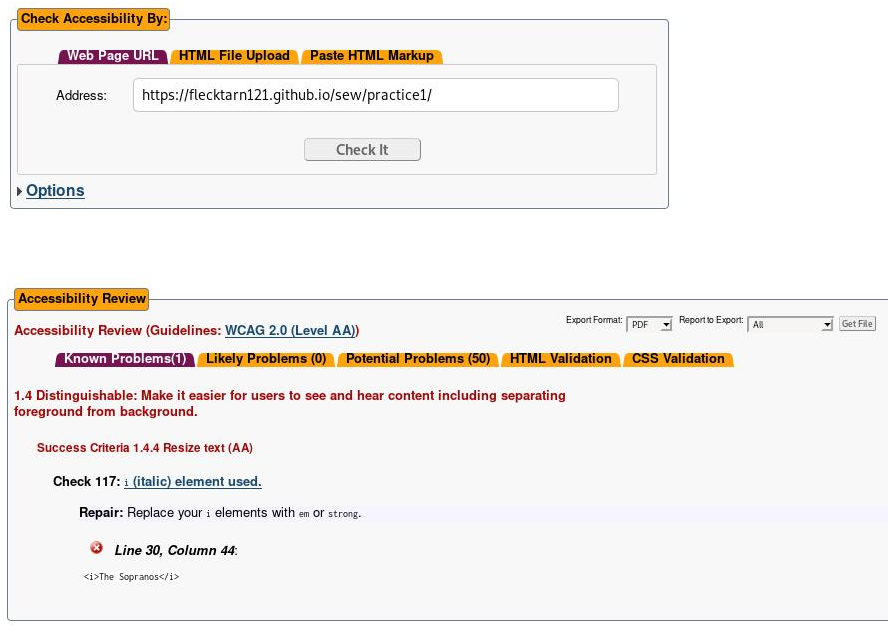 Check Accessibility By:
Web Page URL HTML File Upload Paste HTML Markup
Address: https://flecktarn121.github.io/sew/practice1/
Check It
Options
Accessibility Review
Export Format: PDF Report to Export: All Get File
Accessibility Review (Guidelines: WCAG 2.0 (Level AA))
Known Problems(1) Likely Problems (0) Potential Problems (50) HTML Validation CSS Validation
1.4 Distinguishable: Make it easier for users to see and hear content including separating
foreground from background.
Success Criteria 1.4.4 Resize text (AA)
Check 117: i (italic) element used.
Repair: Replace your i elements with em or strong.
Line 30, Column 44:
<i>The Sopranos</i>